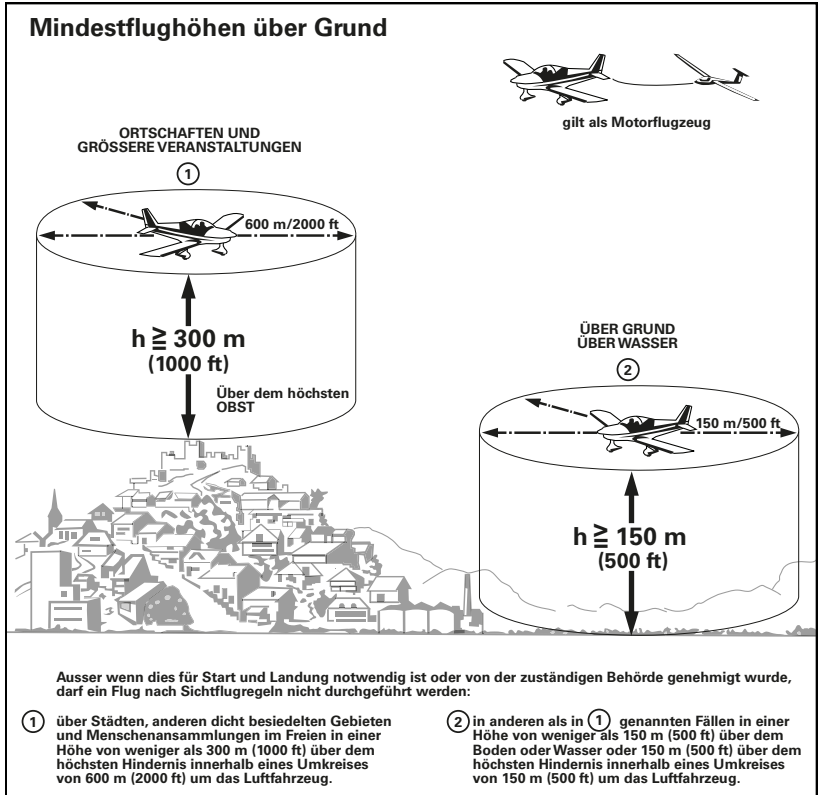 Mindestflughöhen über Grund
gilt als Motorflugzeug
ORTSCHAFTEN UND
GRÖSSERE VERANSTALTUNGEN
1
600 m/2000 ft
h ≧ 300 m
(1000 ft)
Über dem höchsten
OBST
ÜBER GRUND
ÜBER WASSER
2
150 m/500 ft
h ≧ 150 m
(500 ft)
Ausser wenn dies für Start und Landung notwendig ist oder von der zuständigen Behörde genehmigt wurde,
darf ein Flug nach Sichtflugregeln nicht durchgeführt werden:
1 über Städten, anderen dicht besiedelten Gebieten
und Menschenansammlungen im Freien in einer
Höhe von weniger als 300 m (1000 ft) über dem
höchsten Hindernis innerhalb eines Umkreises
von 600 m (2000 ft) um das Luftfahrzeug.
2 in anderen als in 1 genannten Fällen in einer
Höhe von weniger als 150 m (500 ft) über dem
Boden oder Wasser oder 150 m (500 ft) über dem
höchsten Hindernis innerhalb eines Umkreises
von 150 m (500 ft) um das Luftfahrzeug.